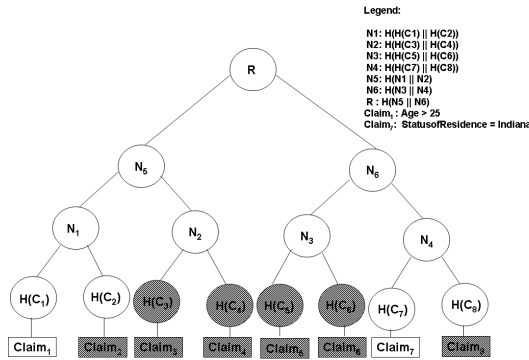 Legend:
N1: H(H(C1) || H(C2))
N2: H(H(C3) || H(C4))
N3: H(H(C5) || H(C6))
N4: H(H(C7) || H(C8))
N5: H(N1 || N2)
N6: H(N3 || N4)
R : H(N5 || N6)
Claim₁ : Age > 25
Claim₇: StatusofResidence = Indiana
R
N₅
N₆
N₁
N₂
N₃
N₄
H(C₁)
H(C₂)
H(C₃)
H(C₄)
H(C₅)
H(C₆)
H(C₇)
H(C₈)
Claim₁
Claim₂
Claim₃
Claim₄
Claim₅
Claim₆
Claim₇
Claim₈